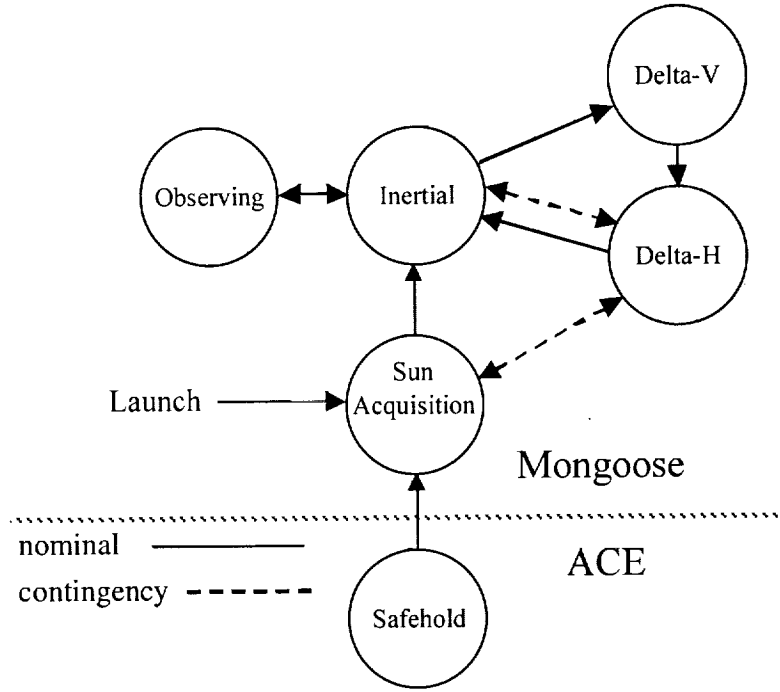 Delta-V
Observing
Inertial
Delta-H
Sun
Acquisition
Launch
Mongoose
nominal
ACE
contingency
Safehold